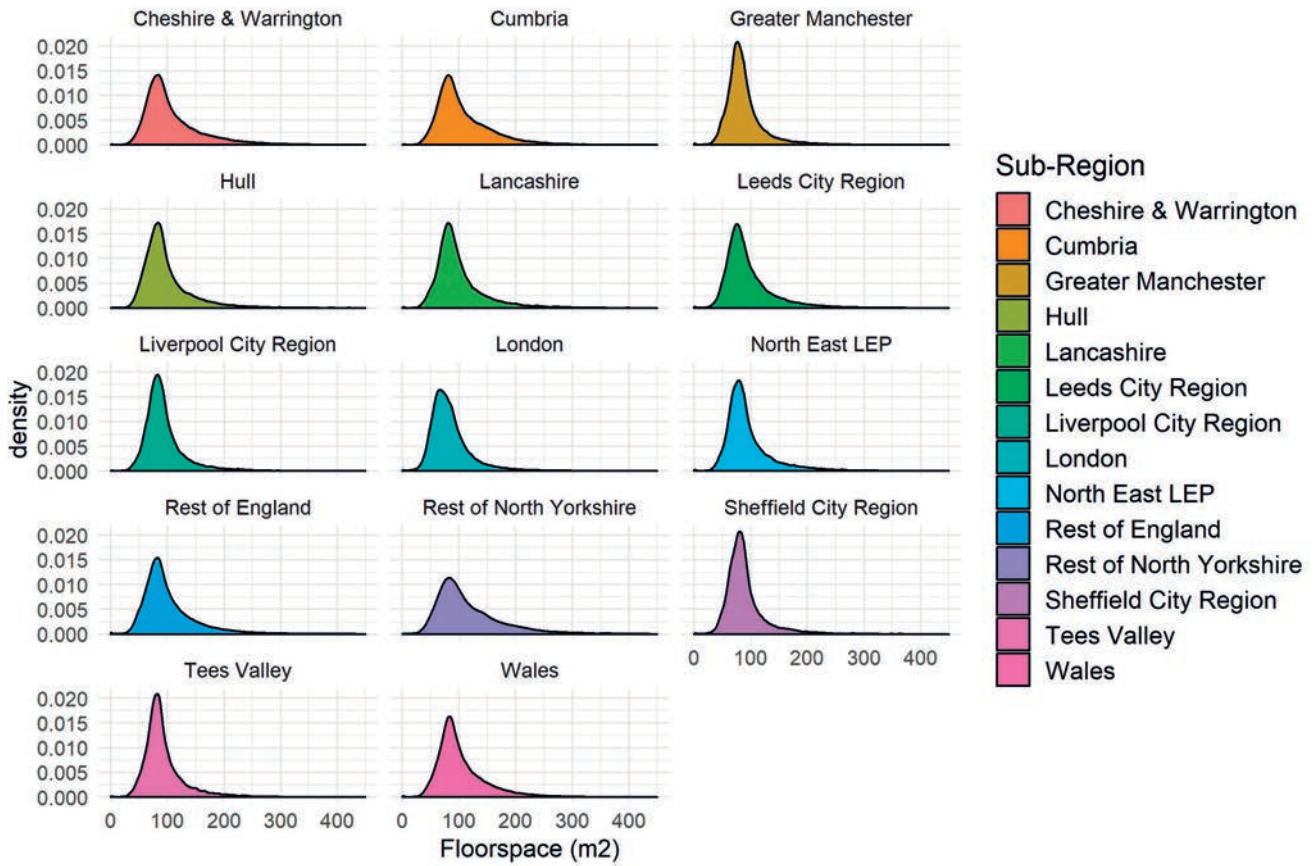 Cheshire & Warrington
Cumbria
Greater Manchester
0.020
0.015
0.010
0.005
0.000
Hull
Lancashire
Leeds City Region
0.020
0.015
0.010
0.005
0.000
Liverpool City Region
London
North East LEP
0.020
0.015
0.010
0.005
0.000
density
Rest of England
Rest of North Yorkshire
Sheffield City Region
0.020
0.015
0.010
0.005
0.000
0 100 200 300 400
Tees Valley
Wales
0.020
0.015
0.010
0.005
0.000
0 100 200 300 400
0 100 200 300 400
Floorspace (m2)
Sub-Region
Cheshire & Warrington
Cumbria
Greater Manchester
Hull
Lancashire
Leeds City Region
Liverpool City Region
London
North East LEP
Rest of England
Rest of North Yorkshire
Sheffield City Region
Tees Valley
Wales